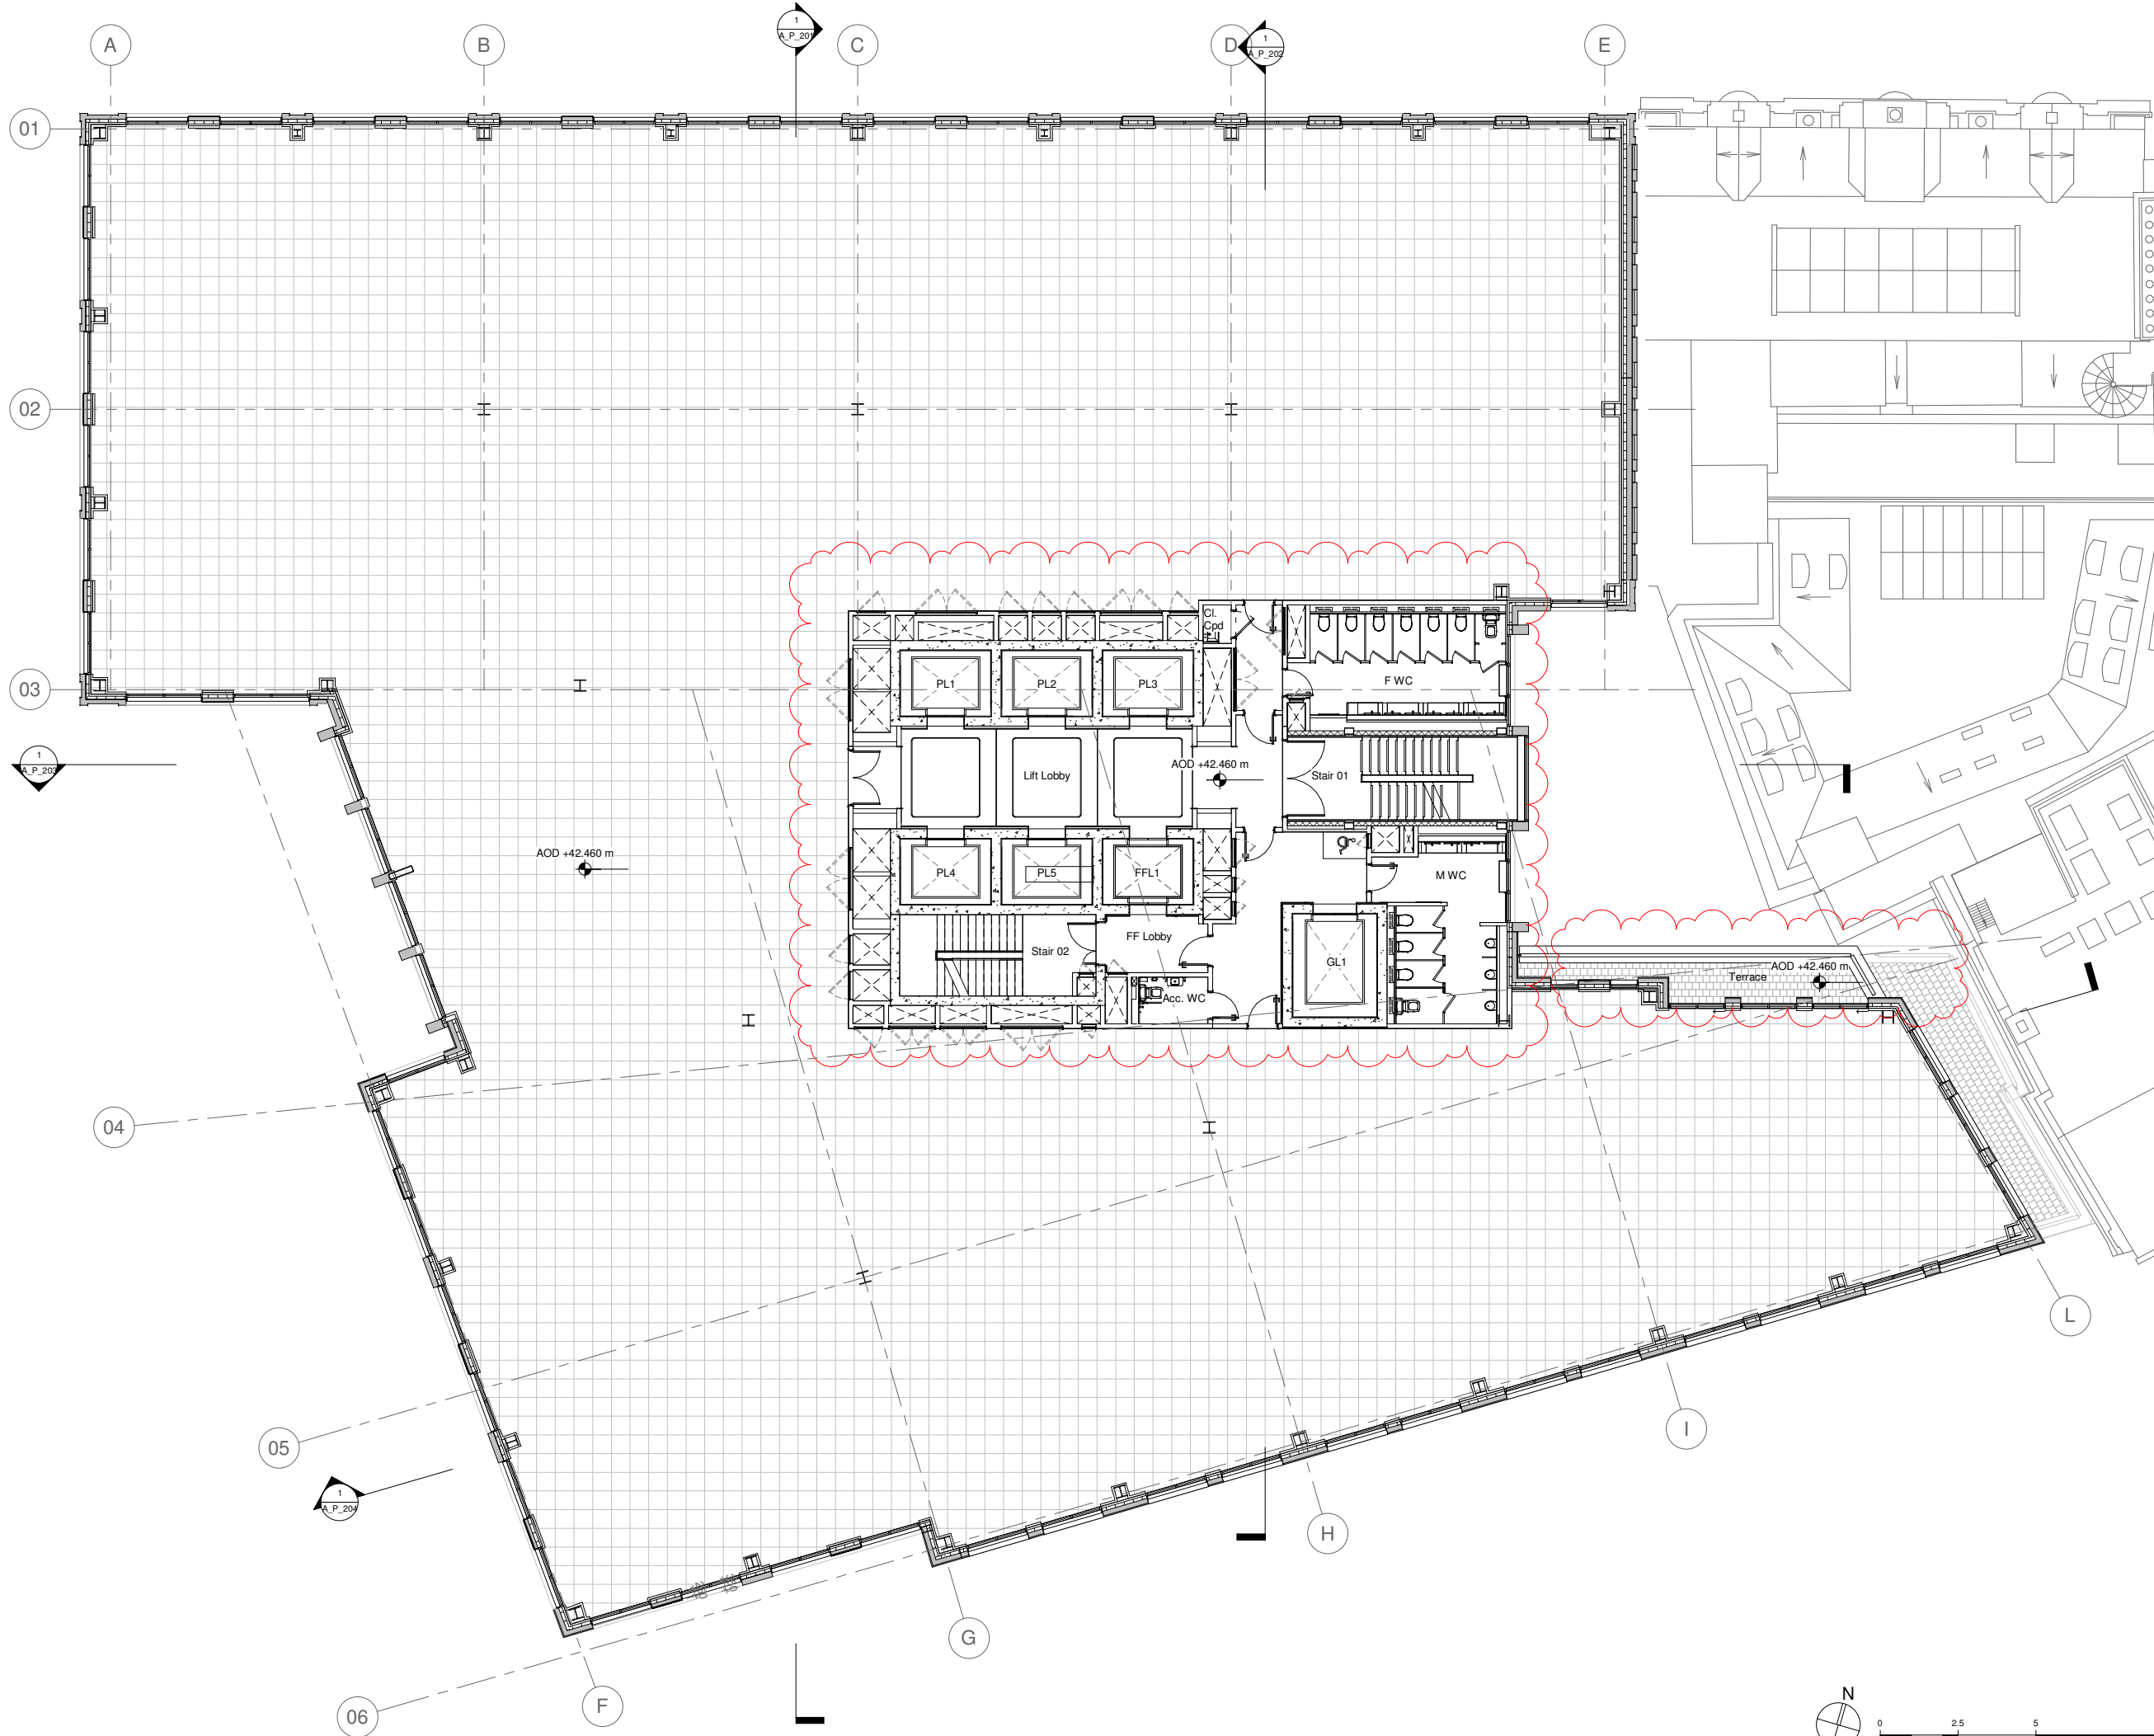 1
A_P_201
1
A_P_202
A
B
C
D
E
01
02
03
Cl.
Cpd
PL1
PL2
PL3
F WC
1
A_P_203
Lift Lobby
AOD +42.460 m
Stair 01
AOD +42.460 m
PL4
PL5
FFL1
M WC
FF Lobby
Stair 02
GL1
Acc. WC
AOD +42.460 m
Terrace
04
05
1
A_P_204
L
I
H
G
F
06
N
0
2.5
5